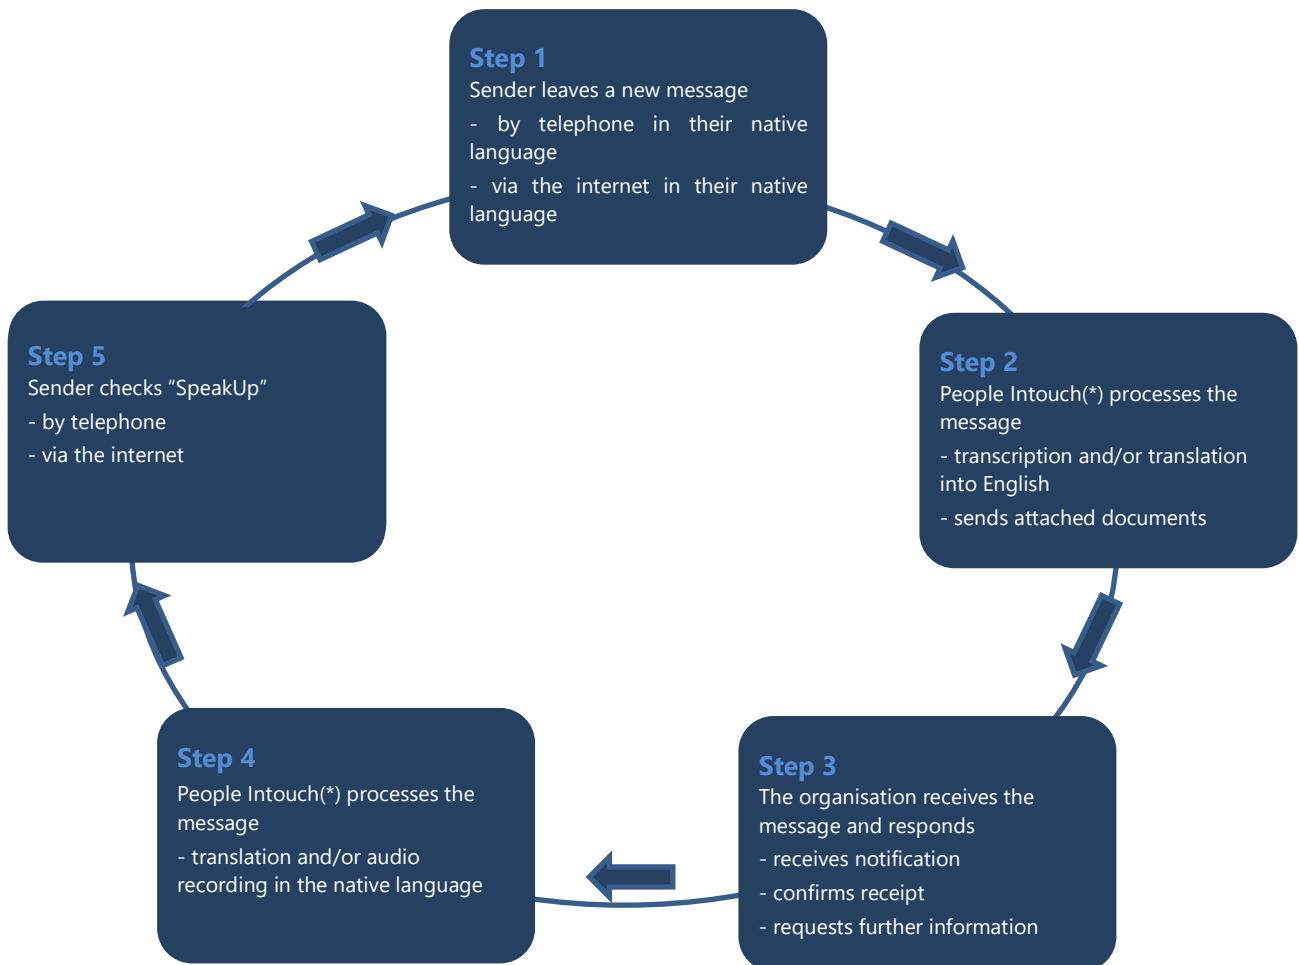 Step 1
Sender leaves a new message
- by telephone in their native
language
- via the internet in their native
language
Step 2
People Intouch(*) processes the
message
- transcription and/or translation
into English
- sends attached documents
Step 3
The organisation receives the
message and responds
- receives notification
- confirms receipt
- requests further information
Step 4
People Intouch(*) processes the
message
- translation and/or audio
recording in the native language
Step 5
Sender checks “SpeakUp”
- by telephone
- via the internet